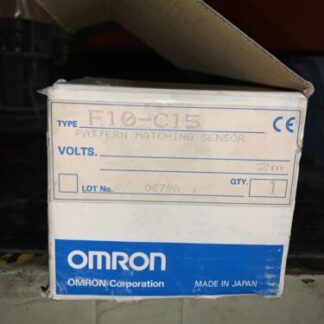 TYPE F10-C15 CE
PATTERN MATCHING SENSOR
VOLTS.
2m
LOT No. 0875A QTY. 1
OMRON
OMRON Corporation MADE IN JAPAN